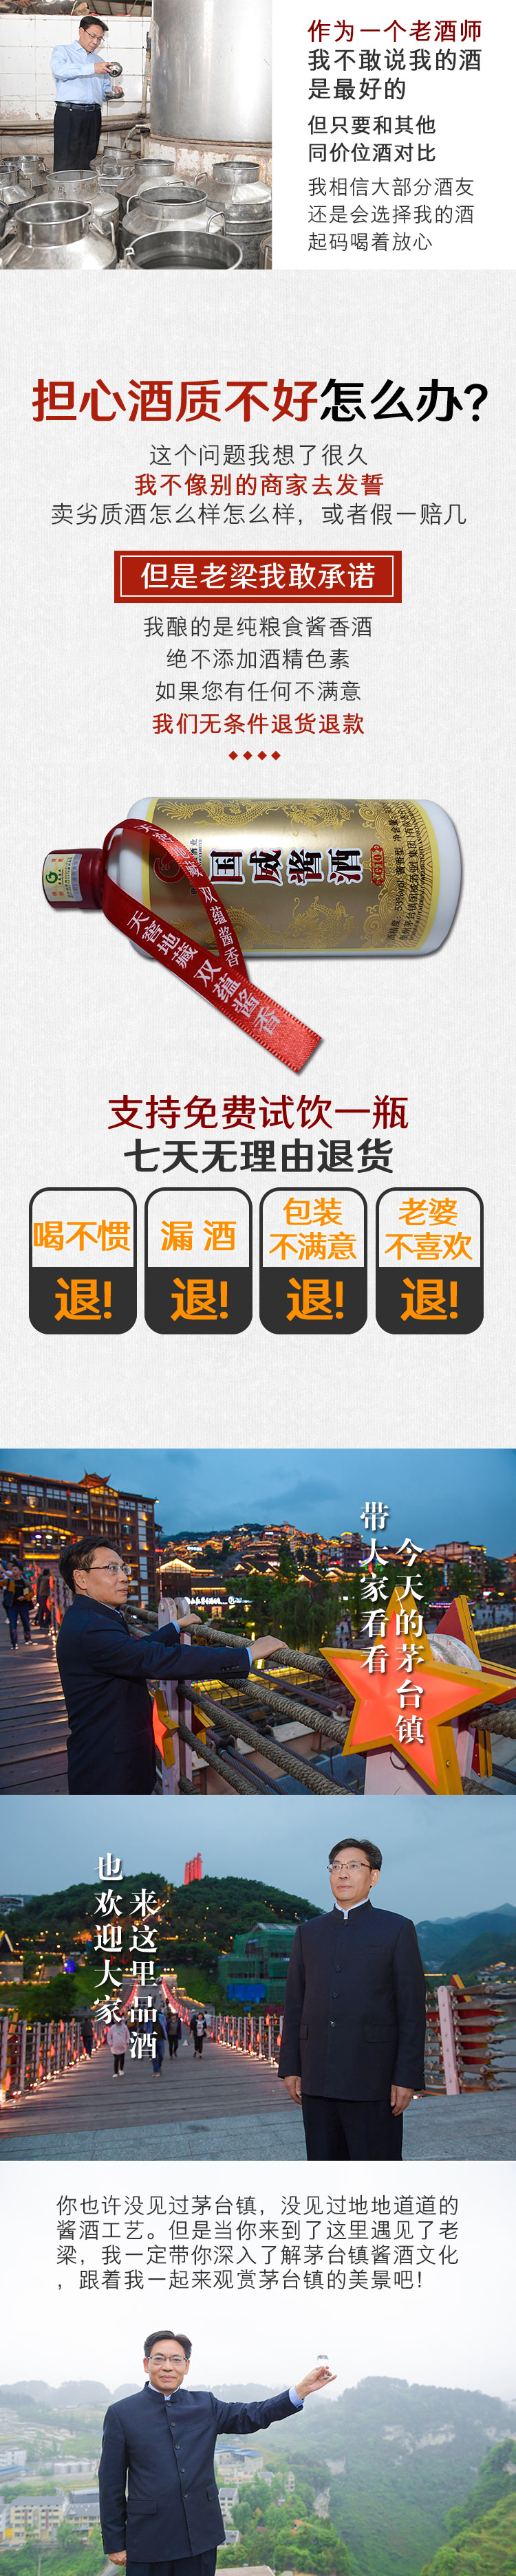 作为一个老酒师
我不敢说我的酒
是最好的
但只要和其他
同价位酒对比
我相信大部分酒友
还是会选择我的酒
起码喝着放心
担心酒质不好怎么办?
这个问题我想了很久
我不像别的商家去发誓
卖劣质酒怎么样怎么样，或者假一赔几
但是老梁我敢承诺
我酿的是纯粮食酱香酒
绝不添加酒精色素
如果您有任何不满意
我们无条件退货退款
国威酱酒
G10
天窖地藏 双蕴酱香
天窖地藏 双蕴酱香
支持免费试饮一瓶
七天无理由退货
喝不惯
退!
漏 酒
退!
包装
不满意
退!
老婆
不喜欢
退!
带大家看看
今天的茅台镇
也欢迎大家
来这里品酒
你也许没见过茅台镇，没见过地地道道的
酱酒工艺。但是当你来到了这里遇见了老
梁，我一定带你深入了解茅台镇酱酒文化
，跟着我一起来观赏茅台镇的美景吧!